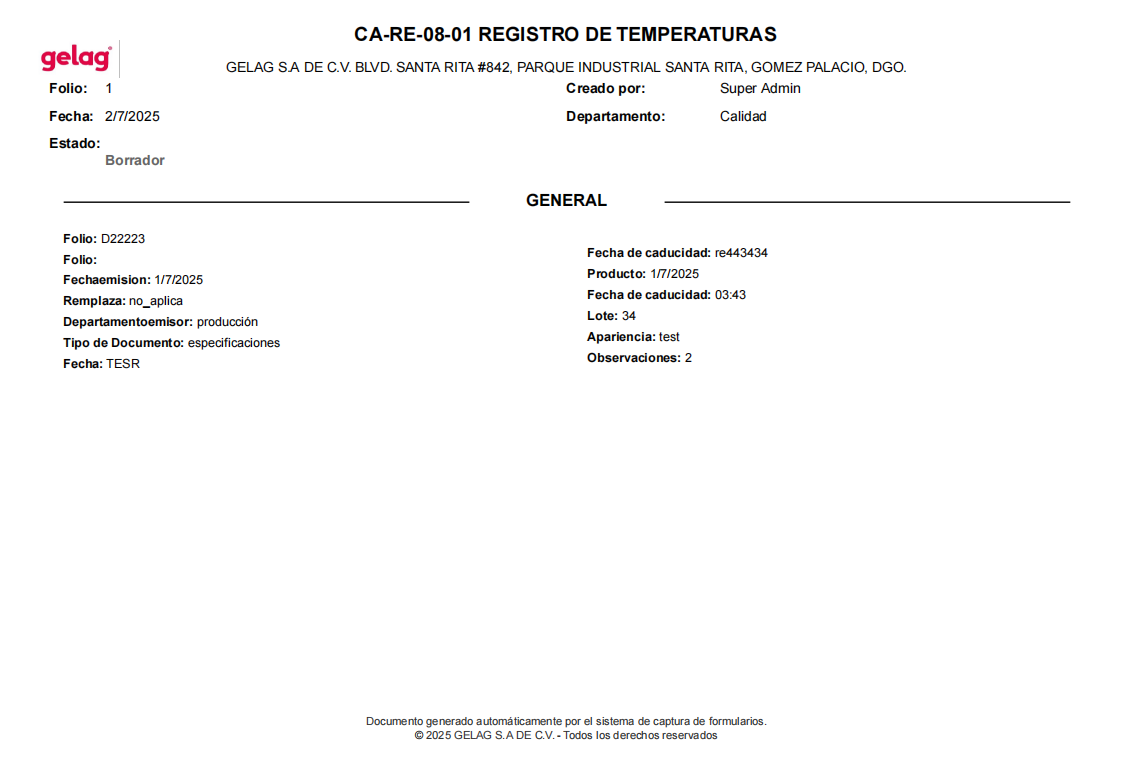 CA-RE-08-01 REGISTRO DE TEMPERATURAS
gelag
GELAG S.A DE C.V. BLVD. SANTA RITA #842, PARQUE INDUSTRIAL SANTA RITA, GOMEZ PALACIO, DGO.
Folio: 1
Creado por: Super Admin
Fecha: 2/7/2025
Departamento: Calidad
Estado:
Borrador
GENERAL
Folio: D22223
Folio:
Fechaemision: 1/7/2025
Remplaza: no_aplica
Departamentoemisor: producción
Tipo de Documento: especificaciones
Fecha: TESR
Fecha de caducidad: re443434
Producto: 1/7/2025
Fecha de caducidad: 03:43
Lote: 34
Apariencia: test
Observaciones: 2
Documento generado automáticamente por el sistema de captura de formularios.
© 2025 GELAG S.A DE C.V. - Todos los derechos reservados